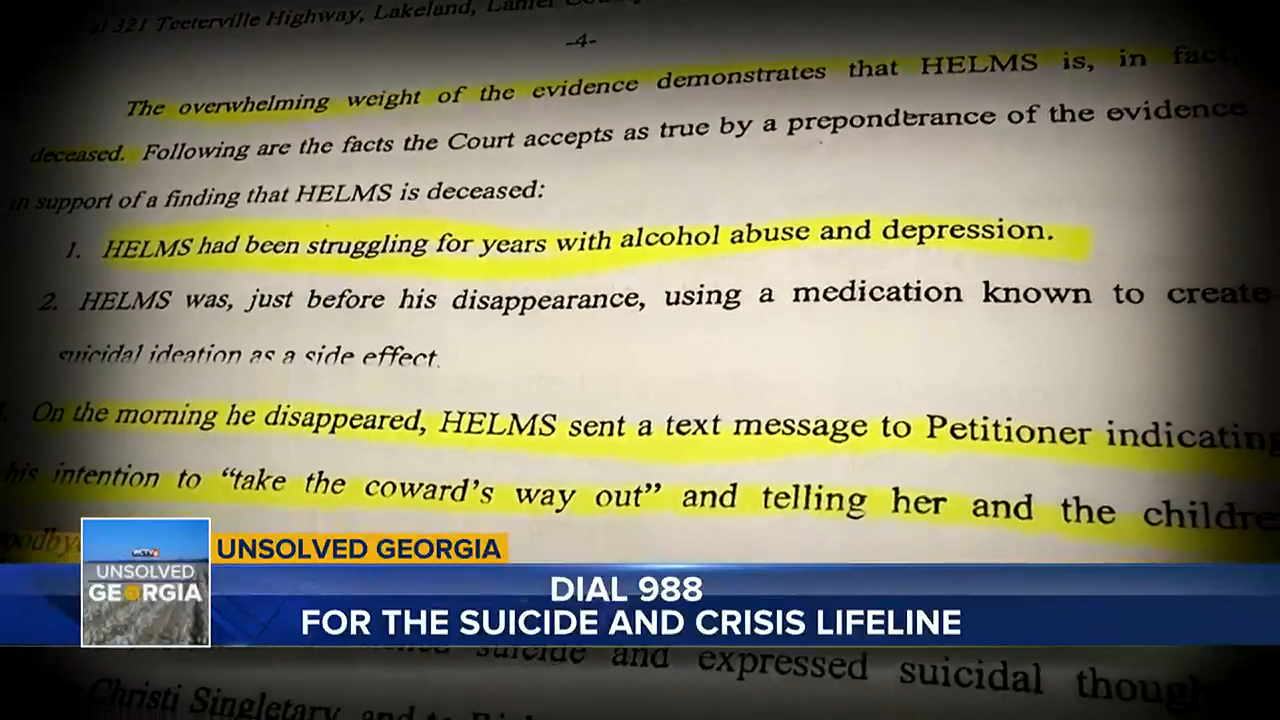 at 321 Teeterville Highway, Lakeland, Lanier
-4-
The overwhelming weight of the evidence demonstrates that HELMS is, in fact,
deceased. Following are the facts the Court accepts as true by a preponderance of the evidence
in support of a finding that HELMS is deceased:
1. HELMS had been struggling for years with alcohol abuse and depression.
2. HELMS was, just before his disappearance, using a medication known to create
suicidal ideation as a side effect.
On the morning he disappeared, HELMS sent a text message to Petitioner indicating
his intention to “take the coward’s way out” and telling her and the
WCTV
UNSOLVED
GEORGIA
UNSOLVED GEORGIA
DIAL 988
FOR THE SUICIDE AND CRISIS LIFELINE
suicide and expressed suicidal
Christi Singletary, and to